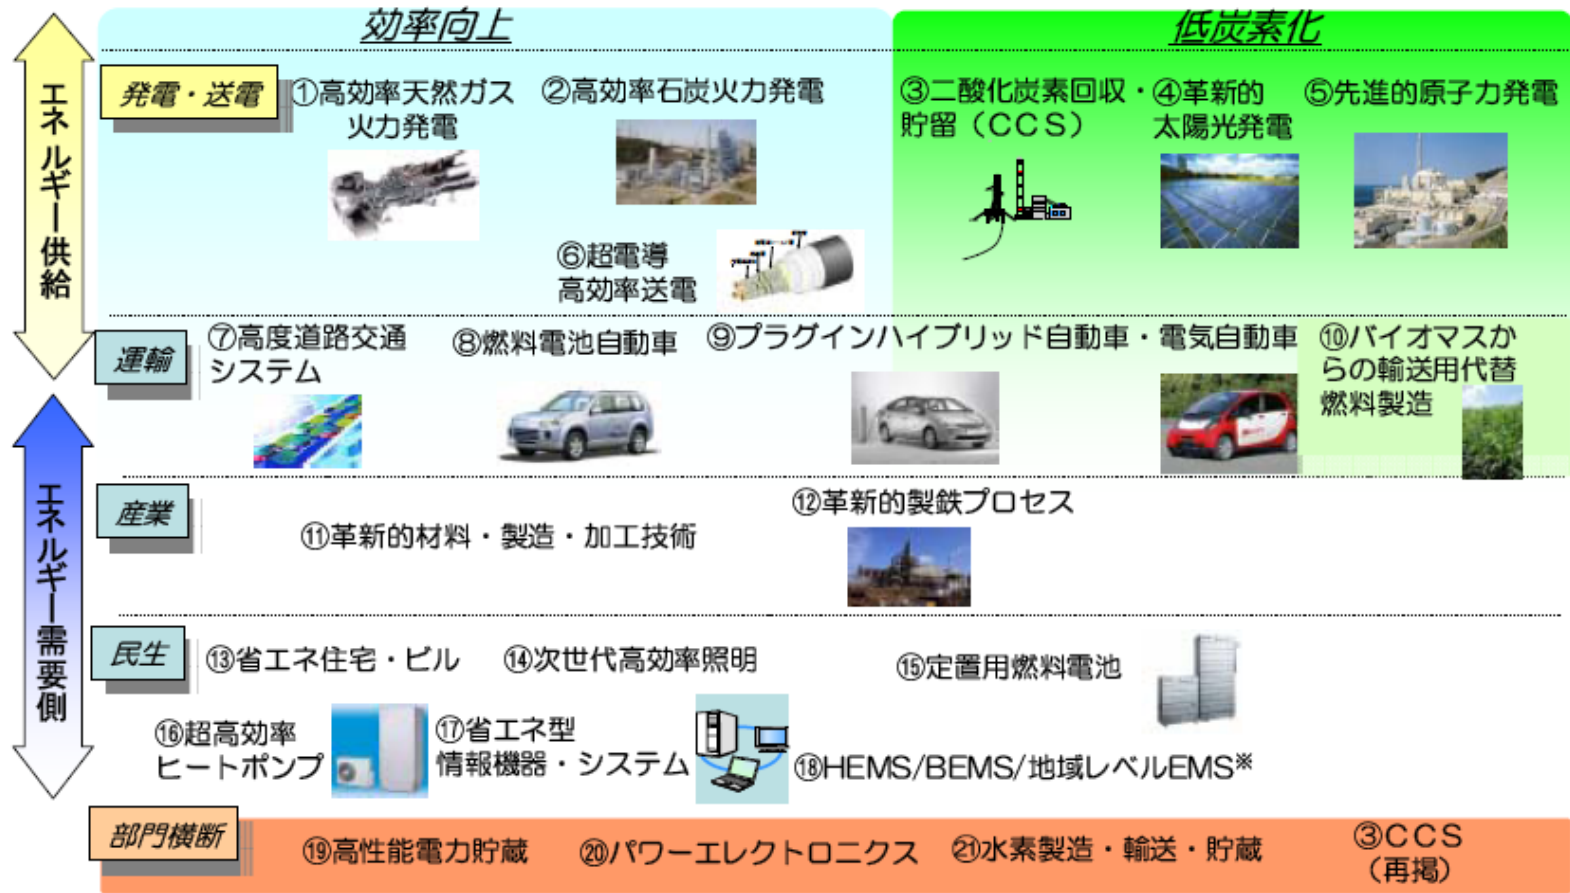 効率向上
低炭素化
エネルギー供給
発電・送電
①高効率天然ガス
火力発電
②高効率石炭火力発電
③二酸化炭素回収・
貯留（ＣＣＳ）
④革新的
太陽光発電
⑤先進的原子力発電
⑥超電導
高効率送電
運輸
⑦高度道路交通
システム
⑧燃料電池自動車
⑨プラグインハイブリッド自動車・電気自動車
⑩バイオマスか
らの輸送用代替
燃料製造
エネルギー需要側
産業
⑪革新的材料・製造・加工技術
⑫革新的製鉄プロセス
民生
⑬省エネ住宅・ビル
⑭次世代高効率照明
⑮定置用燃料電池
⑯超高効率
ヒートポンプ
⑰省エネ型
情報機器・システム
⑱HEMS/BEMS/地域レベルEMS※
部門横断
⑲高性能電力貯蔵
⑳パワーエレクトロニクス
㉑水素製造・輸送・貯蔵
③ＣＣＳ
（再掲）